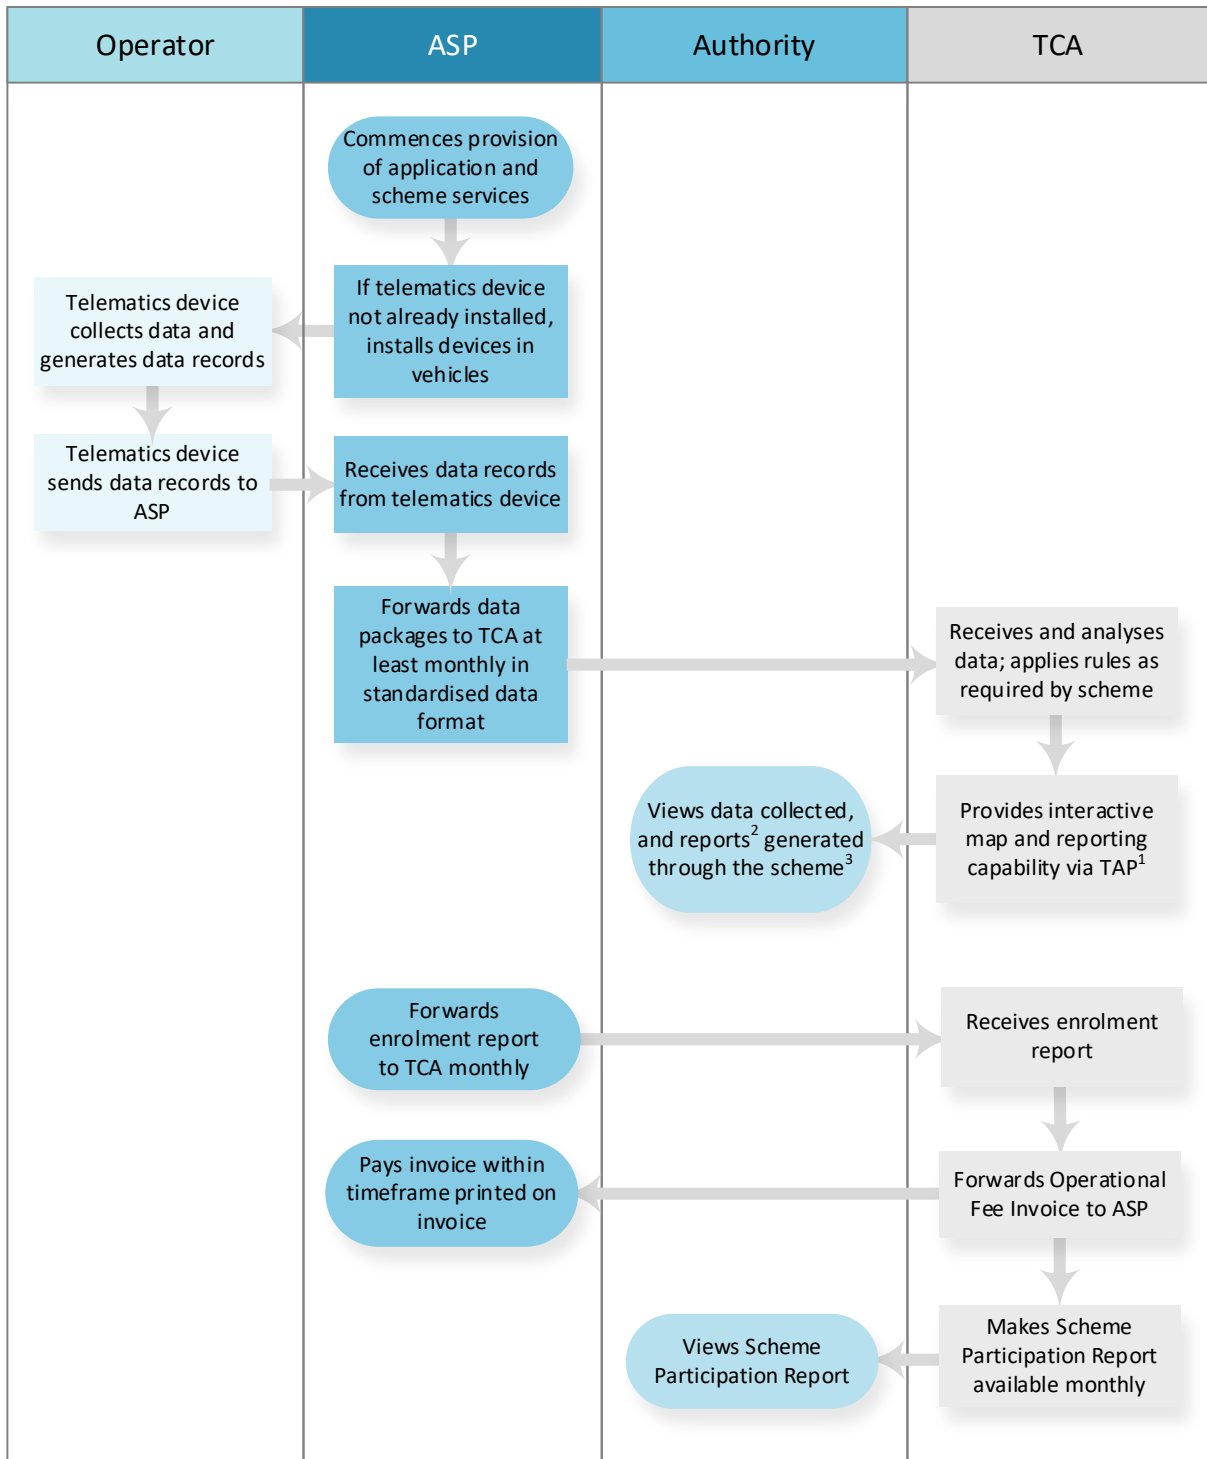 Operator
ASP
Authority
TCA
Commences provision
of application and
scheme services
If telematics device
not already installed,
installs devices in
vehicles
Telematics device
collects data and
generates data records
Telematics device
sends data records to
ASP
Receives data records
from telematics device
Forwards data
packages to TCA at
least monthly in
standardised data
format
Receives and analyses
data; applies rules as
required by scheme
Provides interactive
map and reporting
capability via TAP¹
Views data collected,
and reports² generated
through the scheme³
Forwards
enrolment report
to TCA monthly
Receives enrolment
report
Forwards Operational
Fee Invoice to ASP
Pays invoice within
timeframe printed on
invoice
Makes Scheme
Participation Report
available monthly
Views Scheme
Participation Report